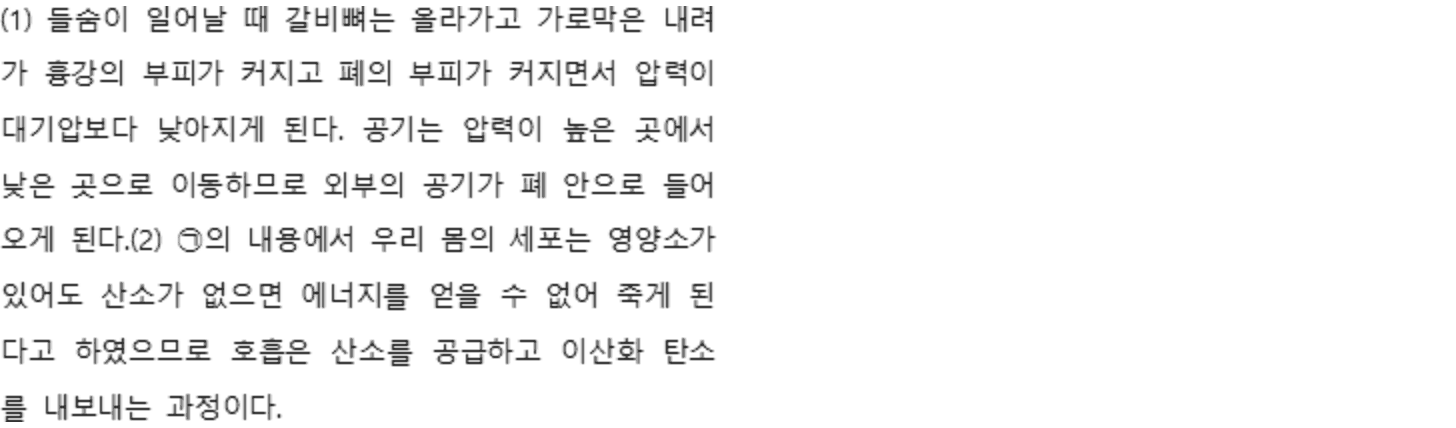 (1) 들숨이 일어날 때 갈비뼈는 올라가고 가로막은 내려
가 흉강의 부피가 커지고 폐의 부피가 커지면서 압력이
대기압보다 낮아지게 된다. 공기는 압력이 높은 곳에서
낮은 곳으로 이동하므로 외부의 공기가 폐 안으로 들어
오게 된다.(2) ㉠의 내용에서 우리 몸의 세포는 영양소가
있어도 산소가 없으면 에너지를 얻을 수 없어 죽게 된
다고 하였으므로 호흡은 산소를 공급하고 이산화 탄소
를 내보내는 과정이다.